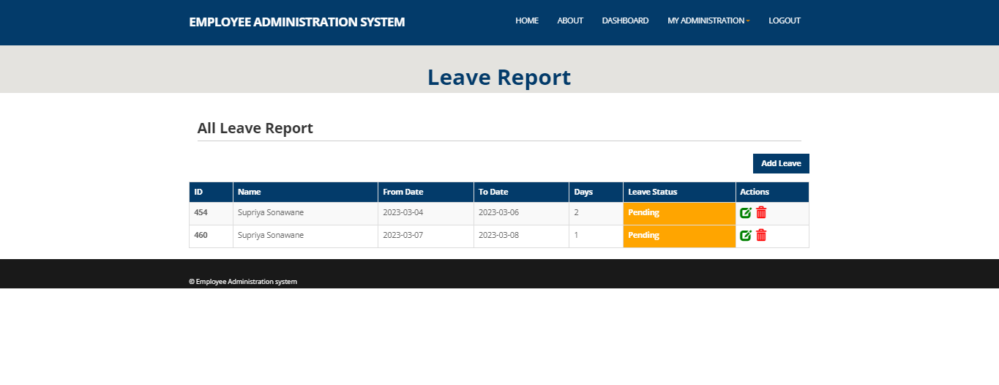 EMPLOYEE ADMINISTRATION SYSTEM HOME ABOUT DASHBOARD MY ADMINISTRATION LOGOUT
Leave Report
All Leave Report
Add Leave
ID Name From Date To Date Days Leave Status Actions
454 Supriya Sonawane 2023-03-04 2023-03-06 2 Pending
460 Supriya Sonawane 2023-03-07 2023-03-08 1 Pending
© Employee Administration system